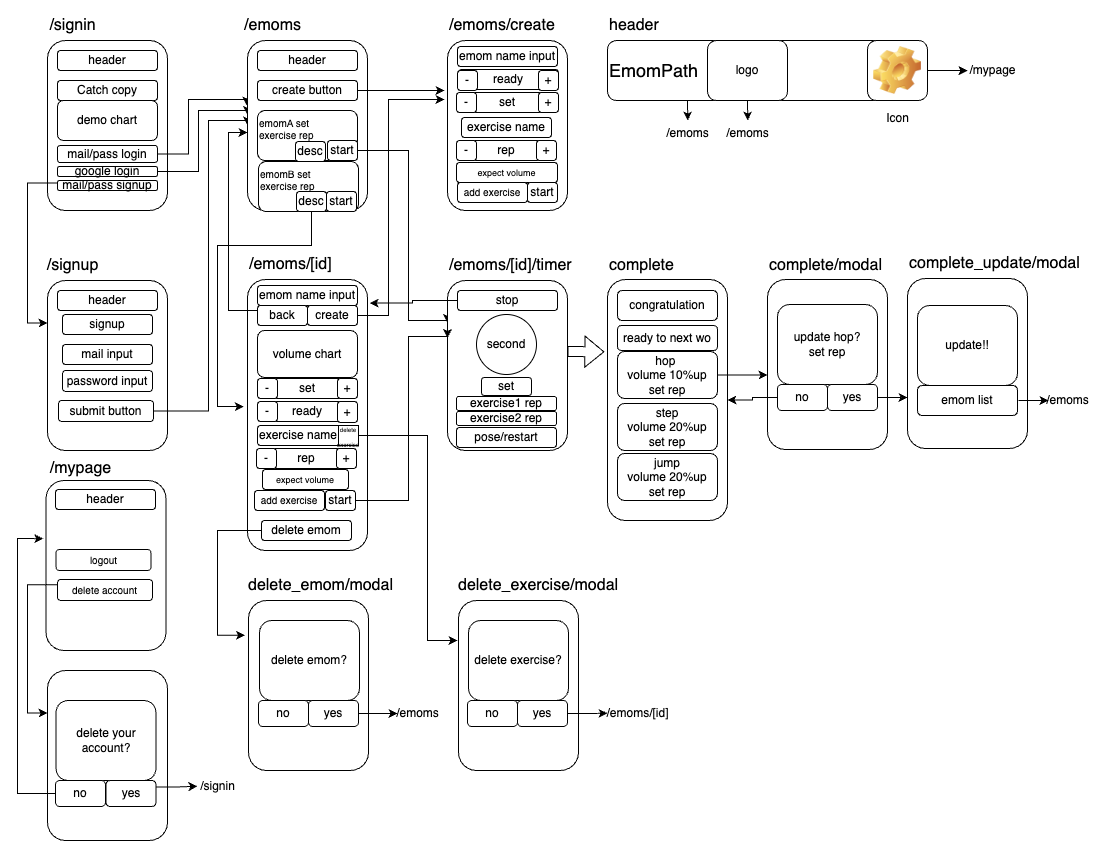 /signin
header
Catch copy
demo chart
mail/pass login
google login
mail/pass signup
/emoms
header
create button
emomA set
exercise rep
desc
start
emomB set
exercise rep
desc
start
/emoms/create
emom name input
-
ready
+
-
set
+
exercise name
-
rep
+
expect volume
add exercise
start
header
EmomPath
logo
Icon
/mypage
/emoms
/emoms
/signup
header
signup
mail input
password input
submit button
/emoms/[id]
emom name input
back
create
volume chart
-
set
+
-
ready
+
exercise name
delete
-
rep
+
expect volume
add exercise
start
delete emom
/emoms/[id]/timer
stop
second
set
exercise1 rep
exercise2 rep
pose/restart
complete
congratulation
ready to next wo
hop
volume 10%up
set rep
step
volume 20%up
set rep
jump
volume 20%up
set rep
complete/modal
update hop?
set rep
no
yes
complete_update/modal
update!!
emom list
/emoms
/mypage
header
logout
delete account
delete your
account?
no
yes
/signin
delete_emom/modal
delete emom?
no
yes
/emoms
delete_exercise/modal
delete exercise?
no
yes
/emoms/[id]